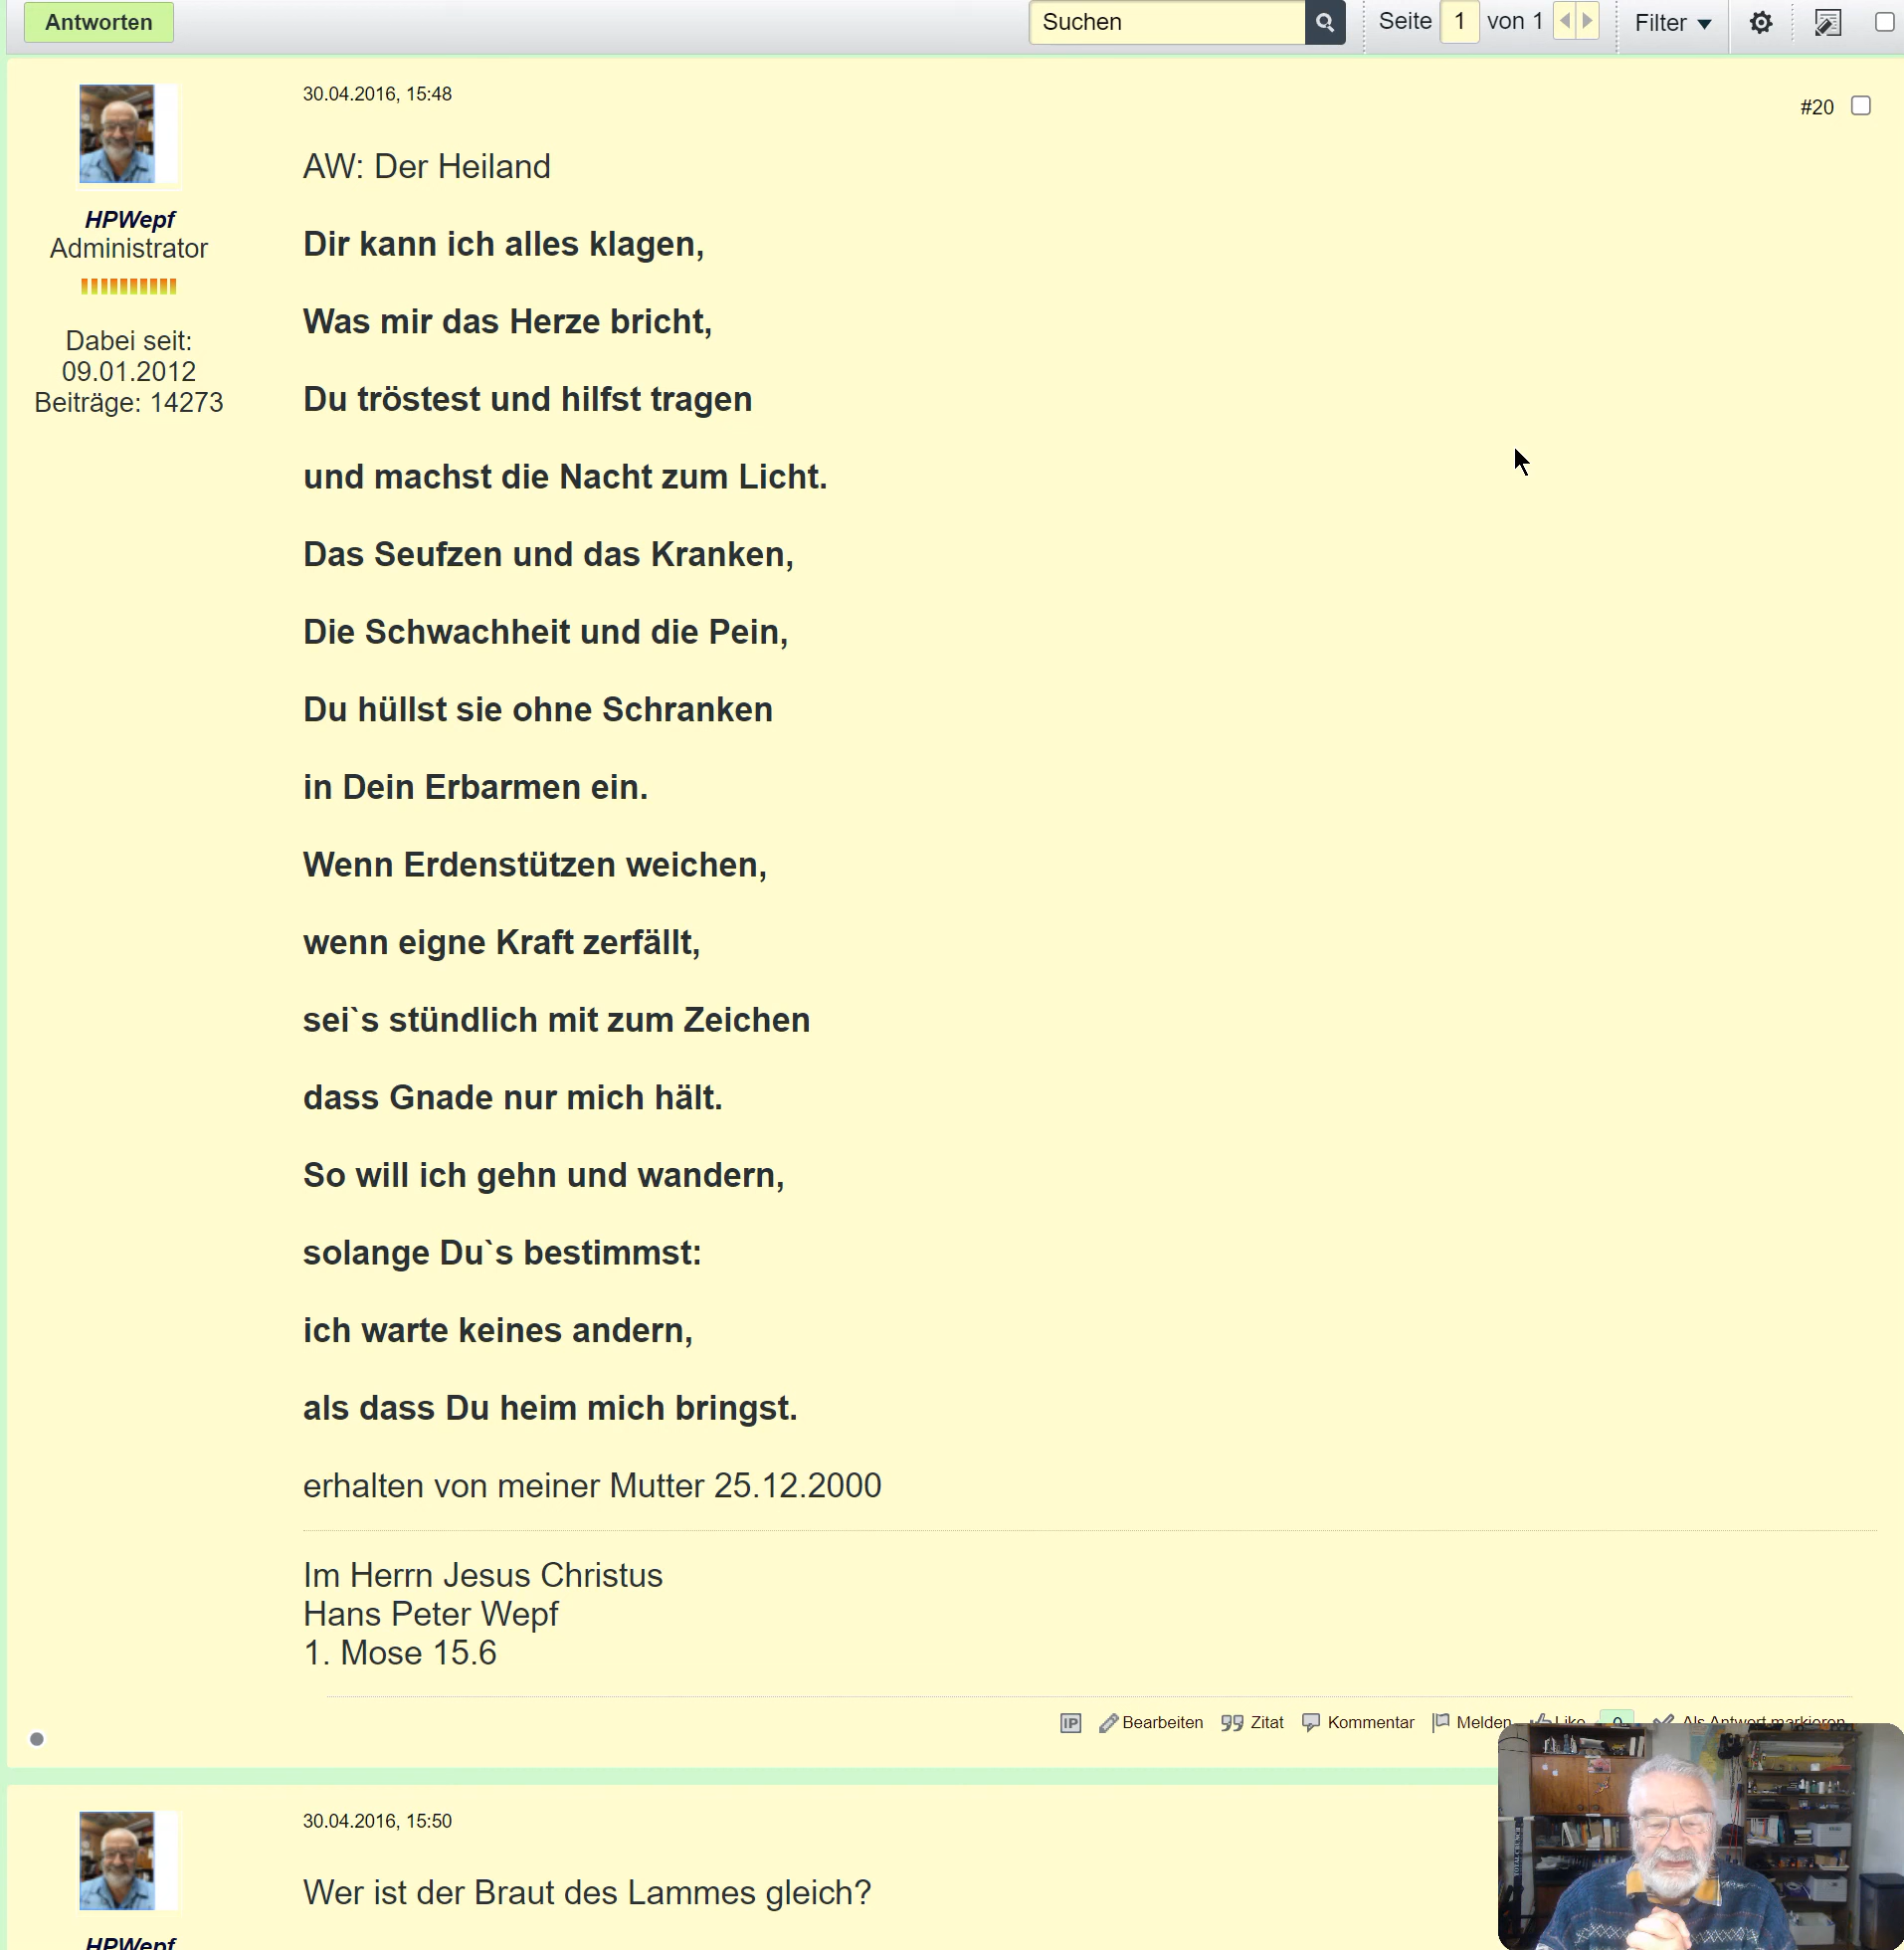 Antworten
Suchen
Seite 1 von 1
Filter
30.04.2016, 15:48
#20
HPWepf
Administrator
Dabei seit:
09.01.2012
Beiträge: 14273
AW: Der Heiland
Dir kann ich alles klagen,
Was mir das Herze bricht,
Du tröstest und hilfst tragen
und machst die Nacht zum Licht.
Das Seufzen und das Kranken,
Die Schwachheit und die Pein,
Du hüllst sie ohne Schranken
in Dein Erbarmen ein.
Wenn Erdenstützen weichen,
wenn eigne Kraft zerfällt,
sei`s stündlich mit zum Zeichen
dass Gnade nur mich hält.
So will ich gehn und wandern,
solange Du`s bestimmst:
ich warte keines andern,
als dass Du heim mich bringst.
erhalten von meiner Mutter 25.12.2000
Im Herrn Jesus Christus
Hans Peter Wepf
1. Mose 15.6
IP Bearbeiten Zitat Kommentar Melden Like 0 Als Antwort markieren
30.04.2016, 15:50
Wer ist der Braut des Lammes gleich?
HPWepf